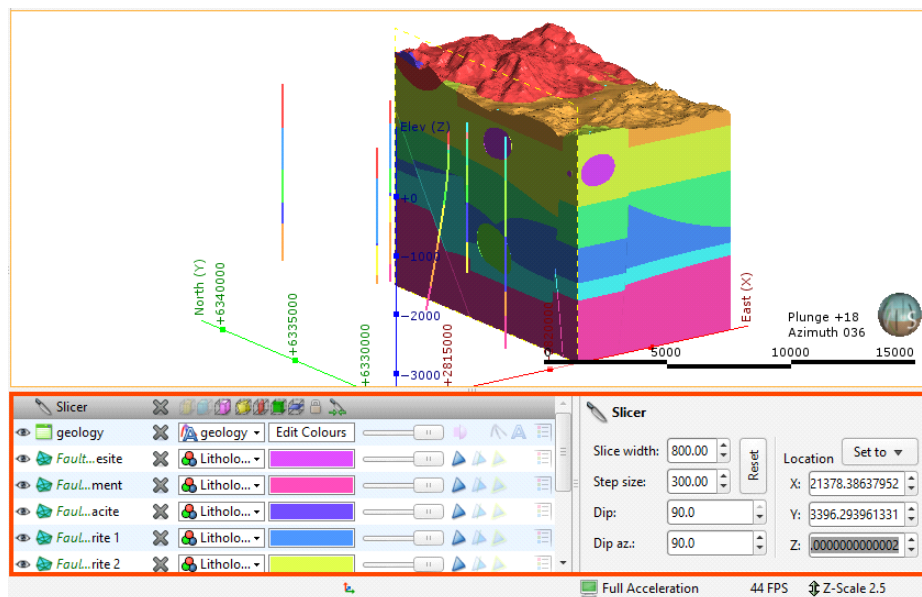 Elev (Z)
+0
-1000
-2000
-3000
North (Y)
+6340000
+6335000
+6330000
+2815000
East (X)
Plunge +18
Azimuth 036
0
5000
10000
15000
Slicer
geology
geology
Edit Colours
Fault...esite
Litholo...
Faul...ment
Litholo...
Faul...acite
Litholo...
Faul...rite 1
Litholo...
Faul...rite 2
Litholo...
Slicer
Slice width:
800.00
Step size:
300.00
Reset
Dip:
90.0
Dip az.:
90.0
Location
Set to
X:
21378.38637952
Y:
3396.293961331
Z:
.0000000000002
Full Acceleration
44 FPS
Z-Scale 2.5